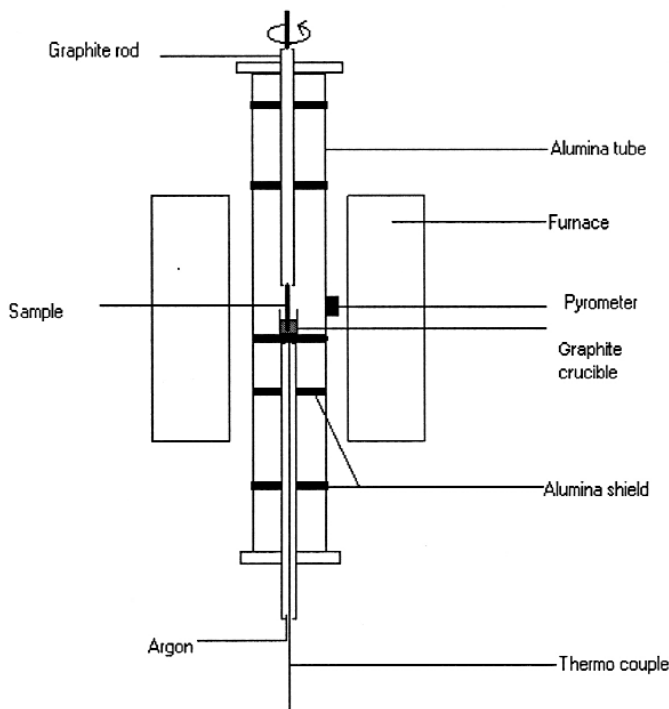 Graphite rod
Alumina tube
Furnace
Sample
Pyrometer
Graphite
crucible
Alumina shield
Argon
Thermo couple